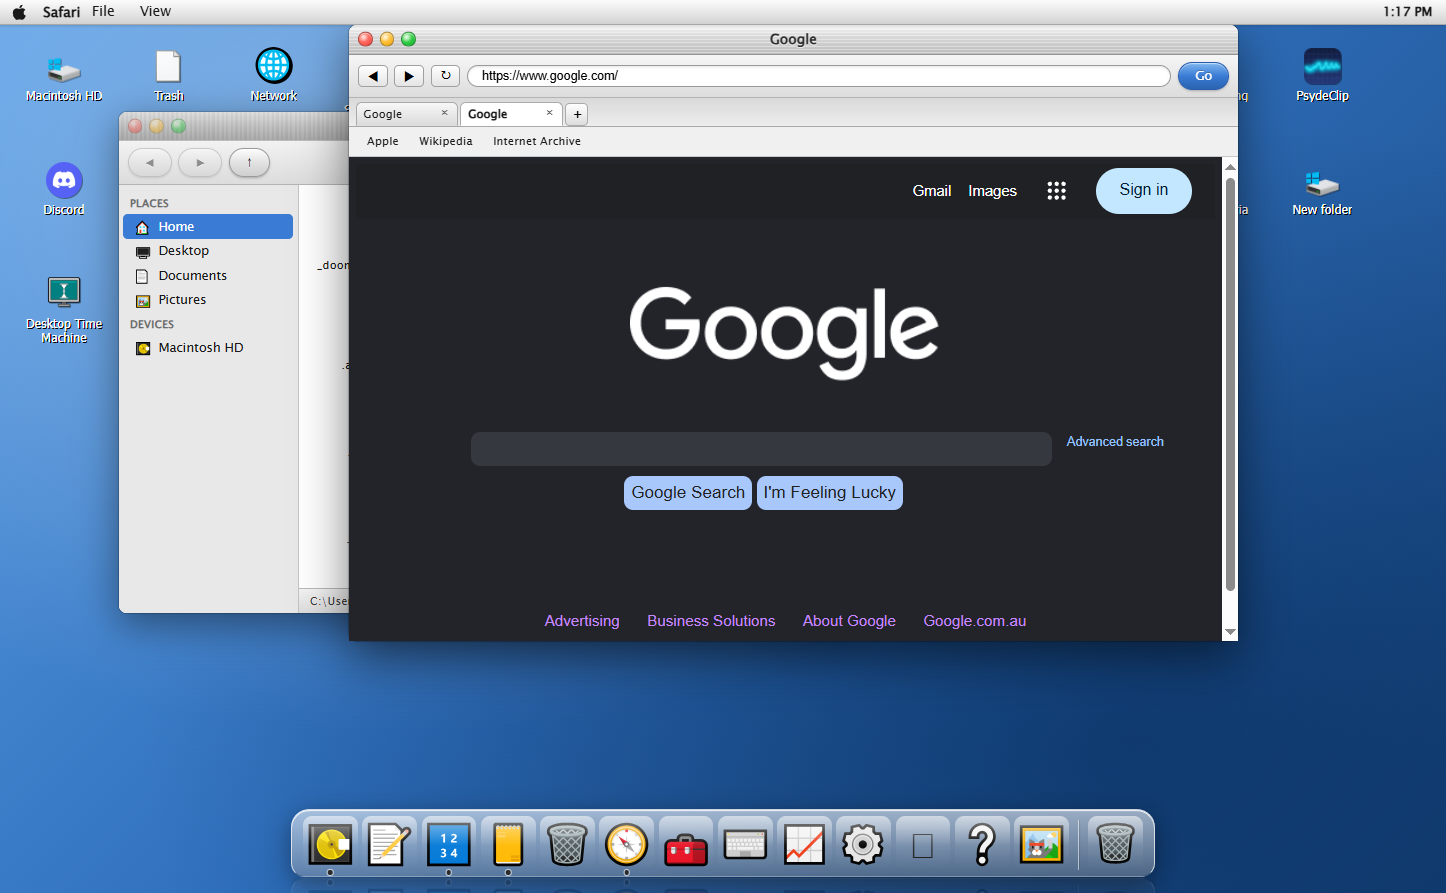 Safari File View 1:17 PM
Macintosh HD
Trash
Network
PsydeClip
Discord
New folder
Desktop Time
Machine
PLACES
Home
Desktop
Documents
Pictures
DEVICES
Macintosh HD
_doon
C:\Use
Google
https://www.google.com/
Go
Google
Google
Apple Wikipedia Internet Archive
Gmail Images Sign in
Google
Advanced search
Google Search I'm Feeling Lucky
Advertising Business Solutions About Google Google.com.au
1 2
3 4